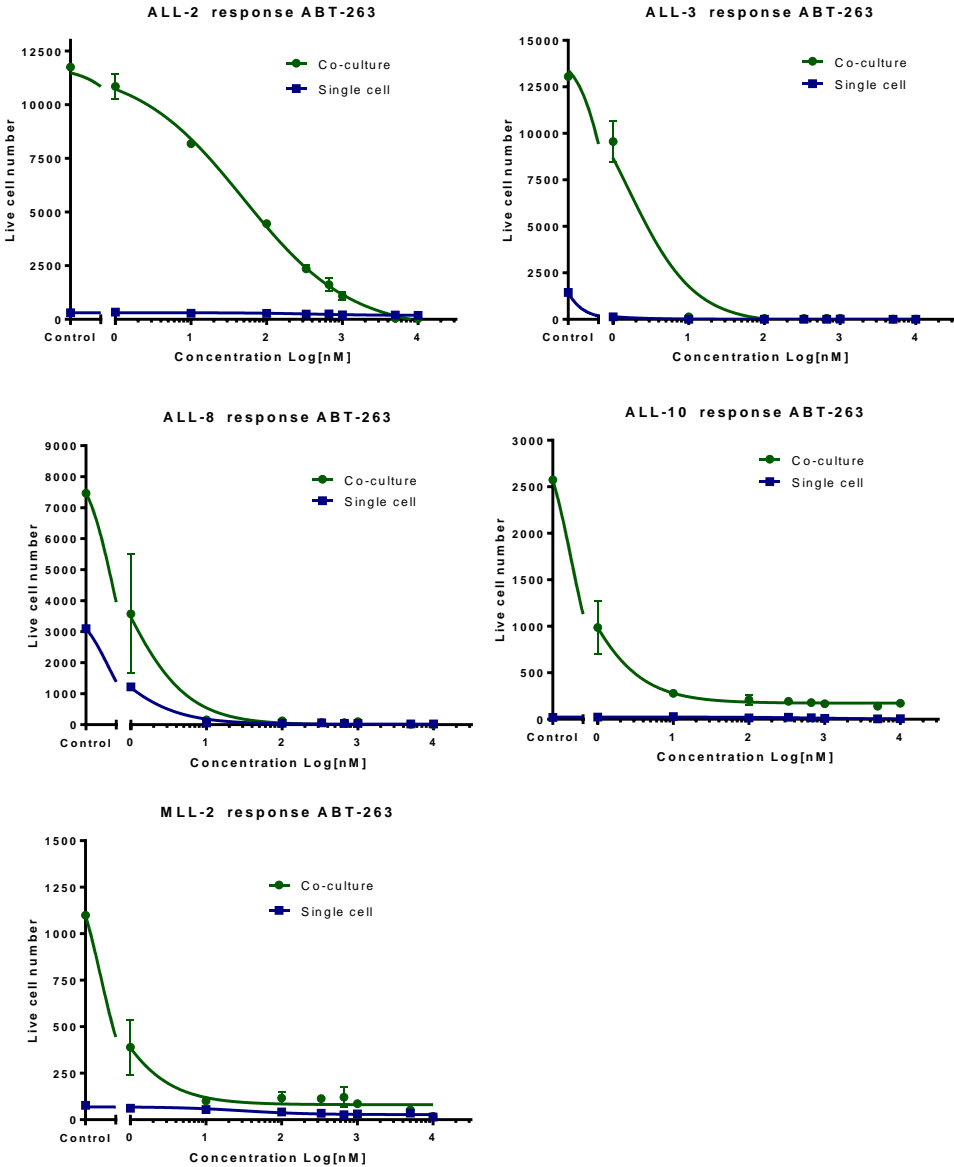 ALL-2 response ABT-263
12500
10000
7500
5000
2500
0
Live cell number
Co-culture
Single cell
Control 0 1 2 3 4
Concentration Log[nM]
ALL-3 response ABT-263
15000
12500
10000
7500
5000
2500
0
Live cell number
Co-culture
Single cell
Control 0 1 2 3 4
Concentration Log[nM]
ALL-8 response ABT-263
9000
8000
7000
6000
5000
4000
3000
2000
1000
0
Live cell number
Co-culture
Single cell
Control 0 1 2 3 4
Concentration Log[nM]
ALL-10 response ABT-263
3000
2500
2000
1500
1000
500
0
Live cell number
Co-culture
Single cell
Control 0 1 2 3 4
Concentration Log[nM]
MLL-2 response ABT-263
1500
1250
1000
750
500
250
0
Live cell number
Co-culture
Single cell
Control 0 1 2 3 4
Concentration Log[nM]